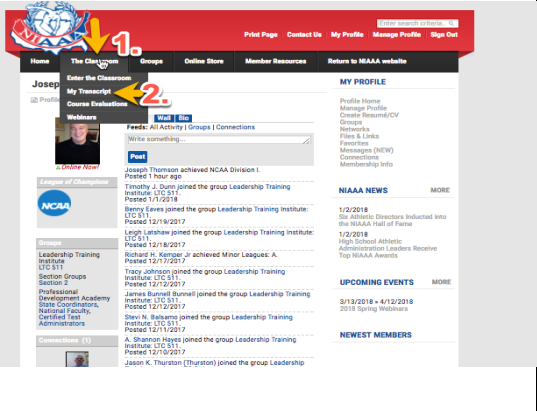 NIAAA
1.
Enter search criteria..
Print Page Contact Us | My Profile | Manage Profile Sign Out
Home The Classroom Groups Online Store Member Resources Return to NIAAA website
Enter the Classroom
My Transcript
2.
Course Evaluations
Webinars
Josep
Profil
Wall Bio
Feeds: All Activity | Groups | Connections
Write something...
Post
Online Now!
League of Champions
NCAA
Groups
Leadership Training
Institute
LTC 511
Section Groups
Section 2
Professional
Development Academy
State Coordinators,
National Faculty,
Certified Test
Administrators
Connections (1)
Joseph Thomson achieved NCAA Division I.
Posted 1 hour ago
Timothy J. Dunn joined the group Leadership Training
Institute: LTC 511.
Posted 1/1/2018
Benny Eaves joined the group Leadership Training Institute:
LTC 511.
Posted 12/19/2017
Leigh Latshaw joined the group Leadership Training Institute:
LTC 511.
Posted 12/18/2017
Richard H. Kemper Jr achieved Minor Leagues: A.
Posted 12/17/2017
Tracy Johnson joined the group Leadership Training
Institute: LTC 511.
Posted 12/12/2017
James Bunnell Bunnell joined the group Leadership Training
Institute: LTC 511.
Posted 12/12/2017
Stevi N. Balsamo joined the group Leadership Training
Institute: LTC 511.
Posted 12/11/2017
A. Shannon Hayes joined the group Leadership Training
Institute: LTC 511.
Posted 12/10/2017
Jason K. Thurston (Thurston) joined the group Leadership
MY PROFILE
Profile Home
Manage Profile
Create Resumé/CV
Groups
Networks
Files & Links
Favorites
Messages (NEW)
Connections
Membership Info
NIAAA NEWS MORE
1/2/2018
Six Athletic Directors Inducted into
the NIAAA Hall of Fame
1/2/2018
High School Athletic
Administration Leaders Receive
Top NIAAA Awards
UPCOMING EVENTS MORE
3/13/2018 » 4/12/2018
2018 Spring Webinars
NEWEST MEMBERS